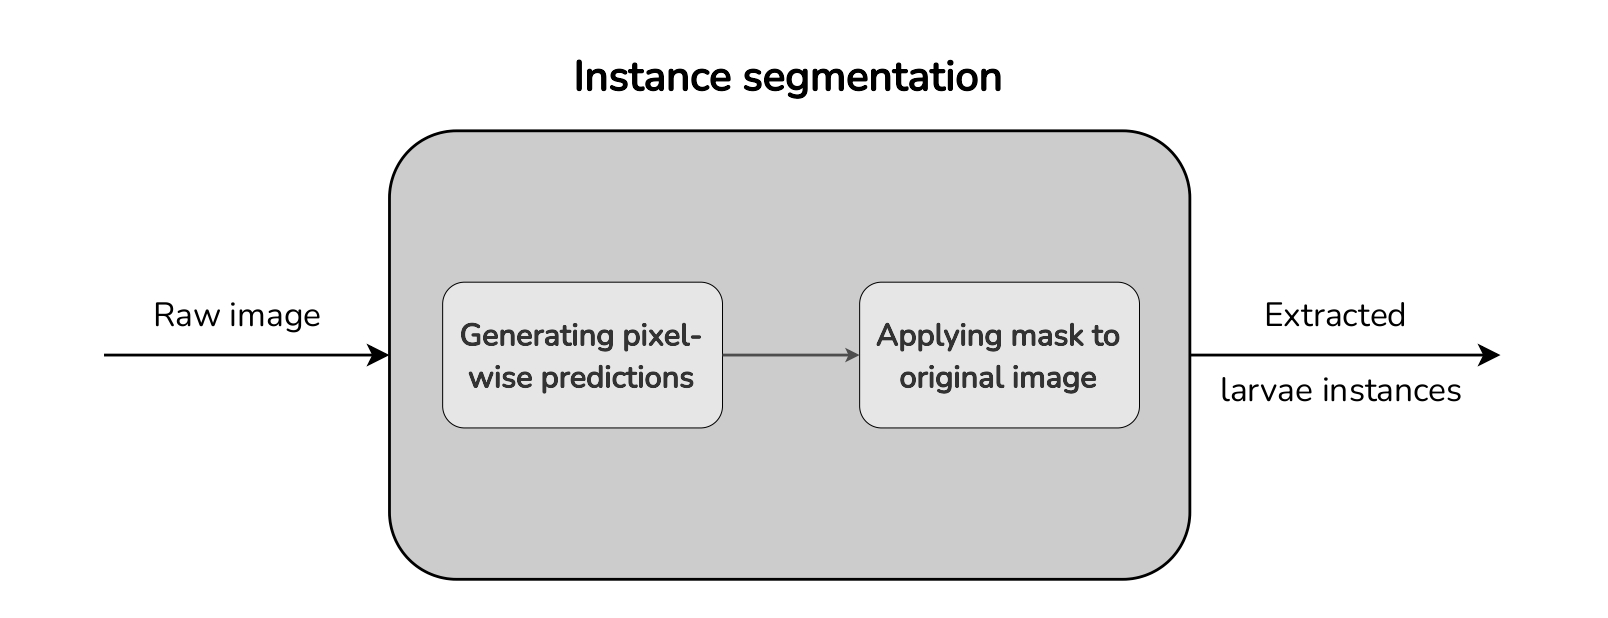 Instance segmentation
Raw image
Generating pixel-
wise predictions
Applying mask to
original image
Extracted
larvae instances